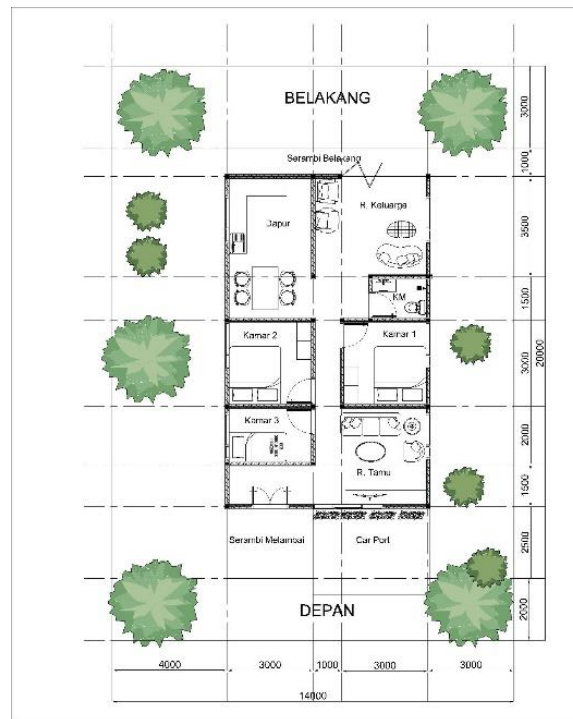 BELAKANG
3000
Serambi Belakang
1000
Dapur
R. Keluarga
3500
KM
1500
Kamar 2
Kamar 1
3000
20000
Kamar 3
2000
R. Tamu
1500
Serambi Melambai
Car Port
2500
DEPAN
2000
4000
3000
1000
3000
3000
14000